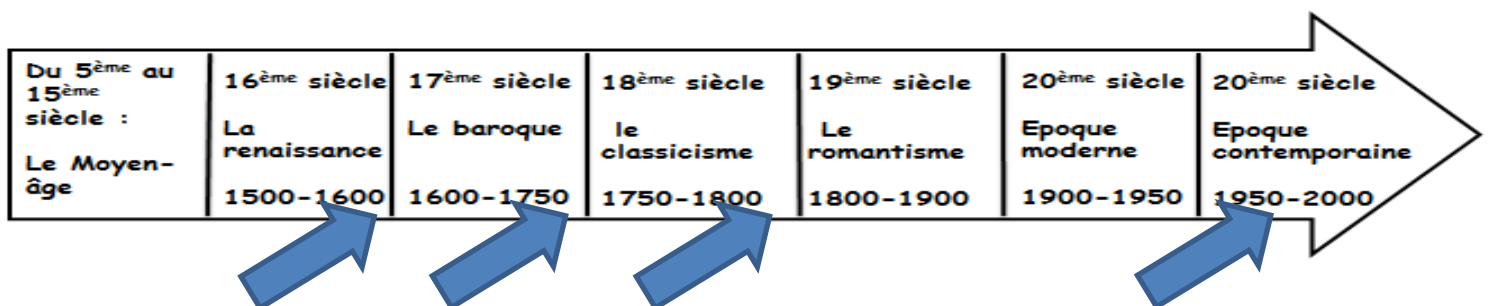 Du 5ème au
15ème
siècle :
Le Moyen-
âge
16ème siècle
La
renaissance
1500-1600
17ème siècle
Le baroque
1600-1750
18ème siècle
le
classicisme
1750-1800
19ème siècle
Le
romantisme
1800-1900
20ème siècle
Epoque
moderne
1900-1950
20ème siècle
Epoque
contemporaine
1950-2000